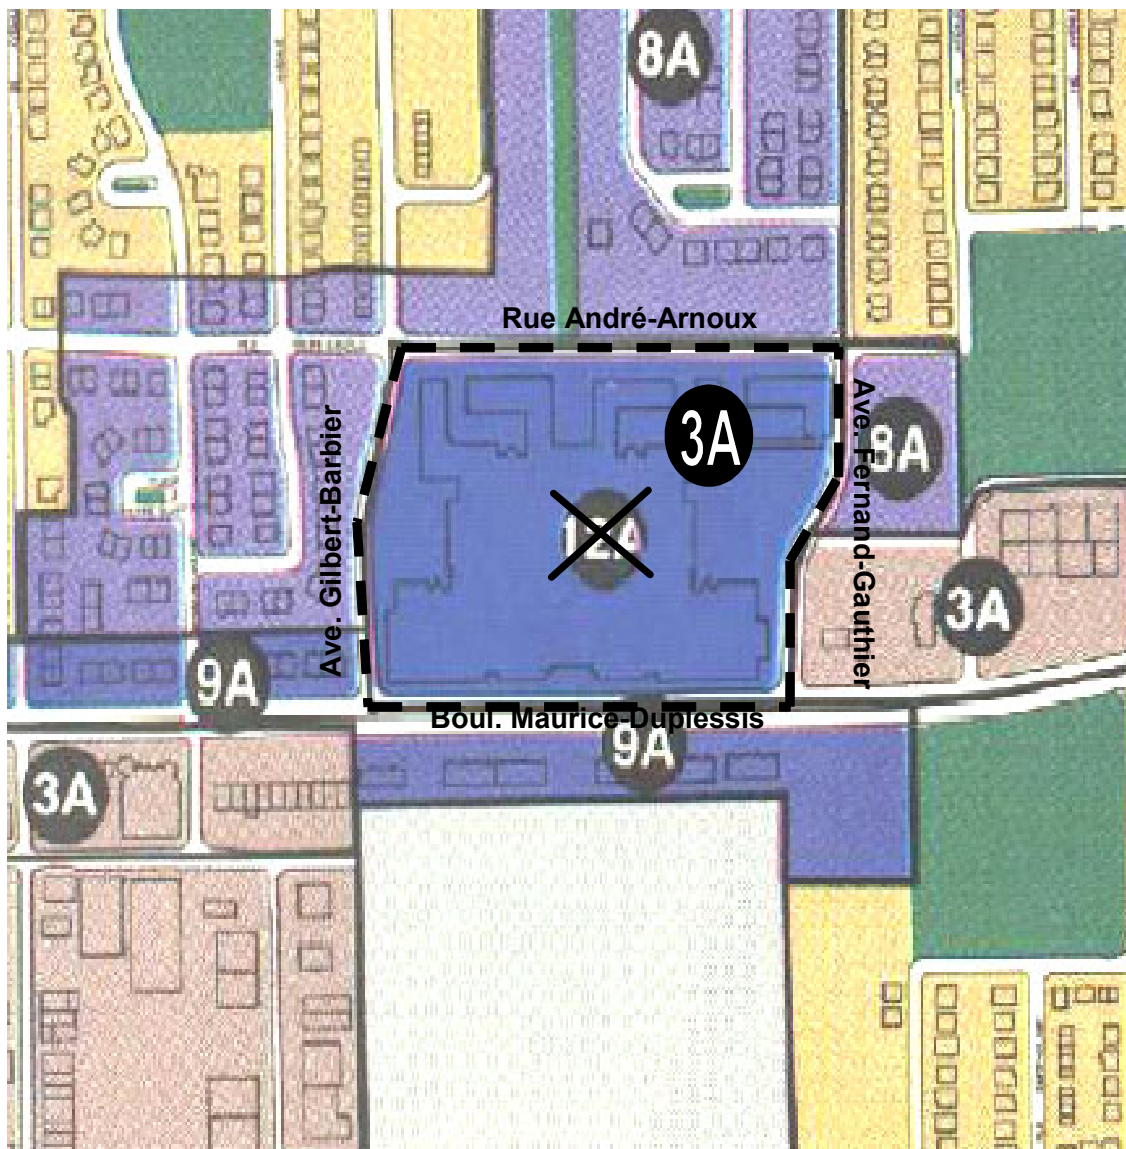 8A
Rue André-Arnoux
3A
8A
Ave. Gilbert-Barbier
Ave. Fernand-Gauthier
3A
9A
Boul. Maurice-Duplessis
9A
3A